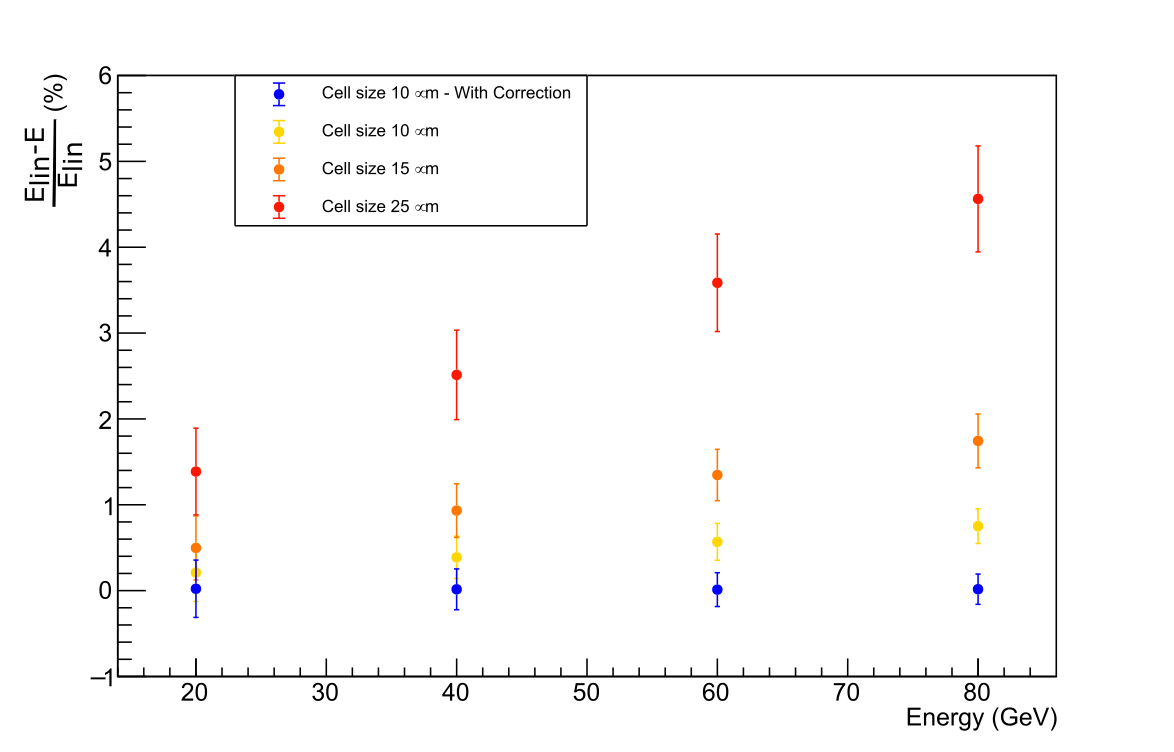 Elin-E
Elin
(%)
6
5
4
3
2
1
0
–1
Cell size 10 ∝m - With Correction
Cell size 10 ∝m
Cell size 15 ∝m
Cell size 25 ∝m
20 30 40 50 60 70 80
Energy (GeV)